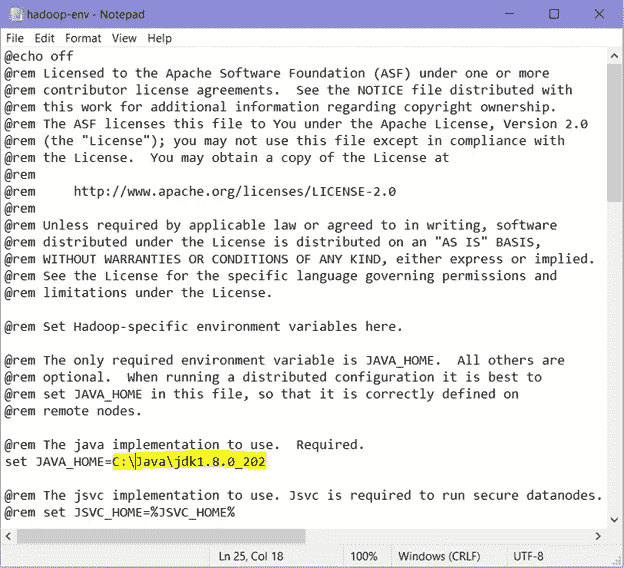 hadoop-env - Notepad
File Edit Format View Help
@echo off
@rem Licensed to the Apache Software Foundation (ASF) under one or more
@rem contributor license agreements.  See the NOTICE file distributed with
@rem this work for additional information regarding copyright ownership.
@rem The ASF licenses this file to You under the Apache License, Version 2.0
@rem (the "License"); you may not use this file except in compliance with
@rem the License.  You may obtain a copy of the License at
@rem
@rem     http://www.apache.org/licenses/LICENSE-2.0
@rem
@rem Unless required by applicable law or agreed to in writing, software
@rem distributed under the License is distributed on an "AS IS" BASIS,
@rem WITHOUT WARRANTIES OR CONDITIONS OF ANY KIND, either express or implied.
@rem See the License for the specific language governing permissions and
@rem limitations under the License.
@rem Set Hadoop-specific environment variables here.
@rem The only required environment variable is JAVA_HOME.  All others are
@rem optional.  When running a distributed configuration it is best to
@rem set JAVA_HOME in this file, so that it is correctly defined on
@rem remote nodes.
@rem The java implementation to use.  Required.
set JAVA_HOME=C:\Java\jdk1.8.0_202
@rem The jsvc implementation to use. Jsvc is required to run secure datanodes.
@rem set JSVC_HOME=%JSVC_HOME%
Ln 25, Col 18 100% Windows (CRLF) UTF-8